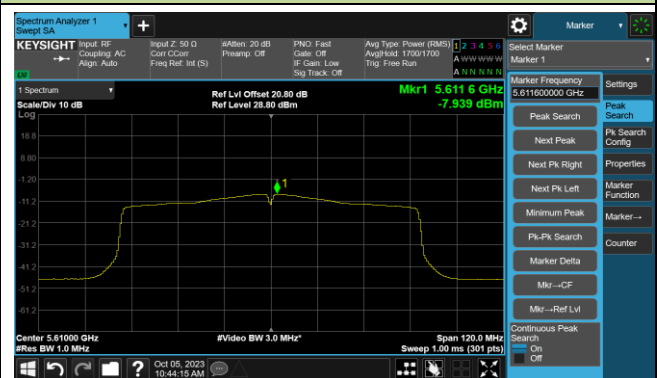 Spectrum Analyzer 1
Swept SA
+
Marker
KEYSIGHT
Input: RF
Coupling: AC
Align: Auto
Input Z: 50 Ω
Corr CCorr
Freq Ref: Int (S)
#Atten: 20 dB
Preamp: Off
PNO: Fast
Gate: Off
IF Gain: Low
Sig Track: Off
Avg Type: Power (RMS)
Avg|Hold: 1700/1700
Trig: Free Run
1 2 3 4 5 6
A W W W W W
A N N N N N
LXI
Select Marker
Marker 1
1 Spectrum
Scale/Div 10 dB
Log
Ref Lvl Offset 20.80 dB
Ref Level 28.80 dBm
Mkr1 5.611 6 GHz
-7.939 dBm
18.8
8.80
-1.20
-11.2
-21.2
-31.2
-41.2
-51.2
-61.2
1
Center 5.61000 GHz
#Res BW 1.0 MHz
#Video BW 3.0 MHz*
Span 120.0 MHz
Sweep 1.00 ms (301 pts)
Marker Frequency
5.611600000 GHz
Peak Search
Next Peak
Next Pk Right
Next Pk Left
Minimum Peak
Pk-Pk Search
Marker Delta
Mkr→CF
Mkr→Ref Lvl
Continuous Peak
Search
On
Off
Settings
Peak
Search
Pk Search
Config
Properties
Marker
Function
Marker→
Counter
?
Oct 05, 2023
10:44:15 AM